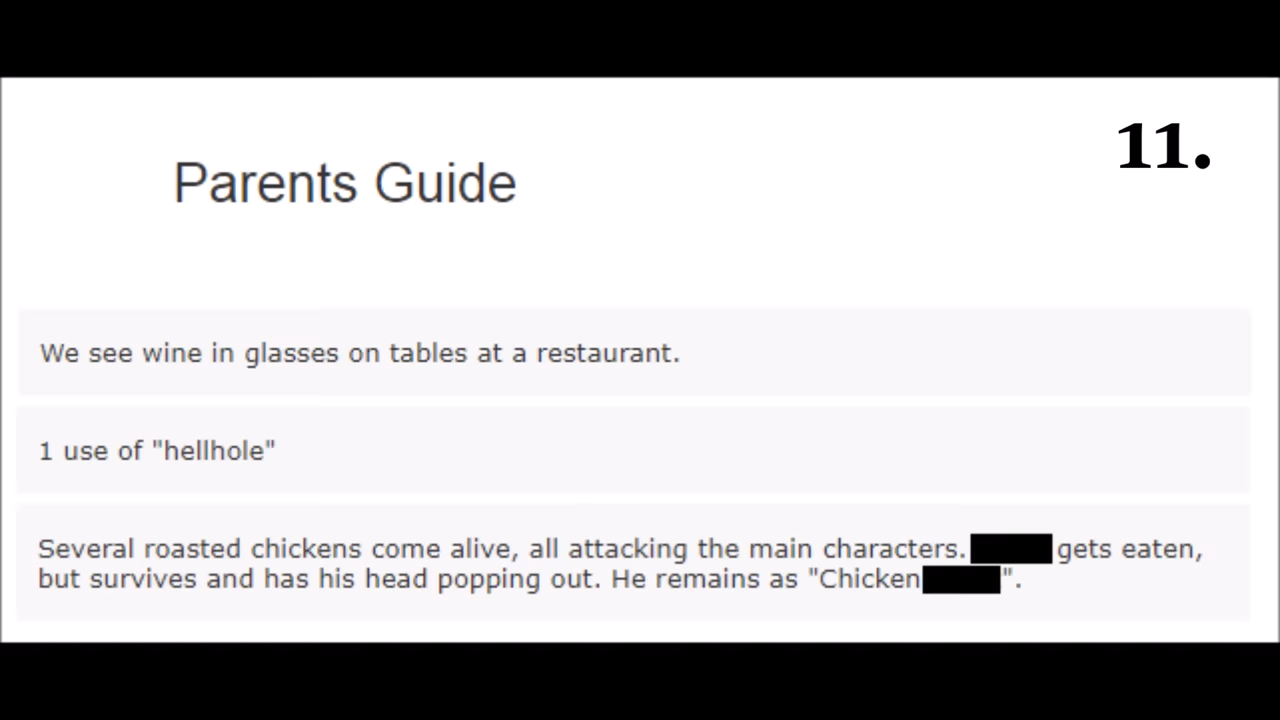 11.
Parents Guide
We see wine in glasses on tables at a restaurant.
1 use of "hellhole"
Several roasted chickens come alive, all attacking the main characters. gets eaten,
but survives and has his head popping out. He remains as "Chicken ".